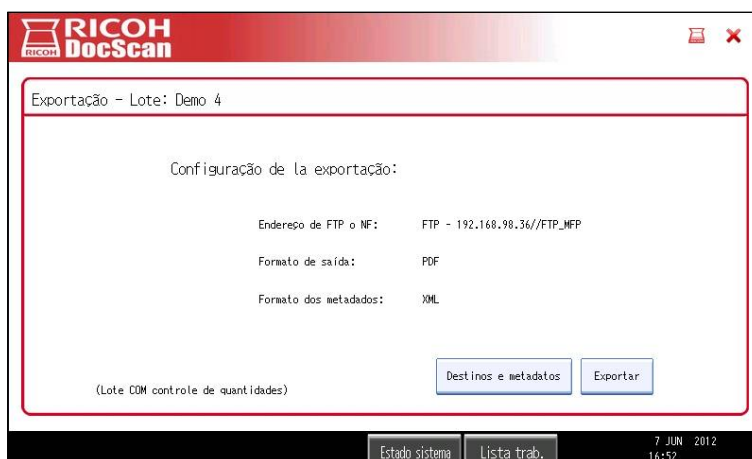 RICOH
RICOH DocScan
Exportação - Lote: Demo 4
Configuração de la exportação:
Endereço de FTP o NF: FTP - 192.168.98.36//FTP_MFP
Formato de saída: PDF
Formato dos metadados: XML
Destinos e metadatos Exportar
(Lote COM controle de quantidades)
Estado sistema Lista trab. 7 JUN 2012
16:52